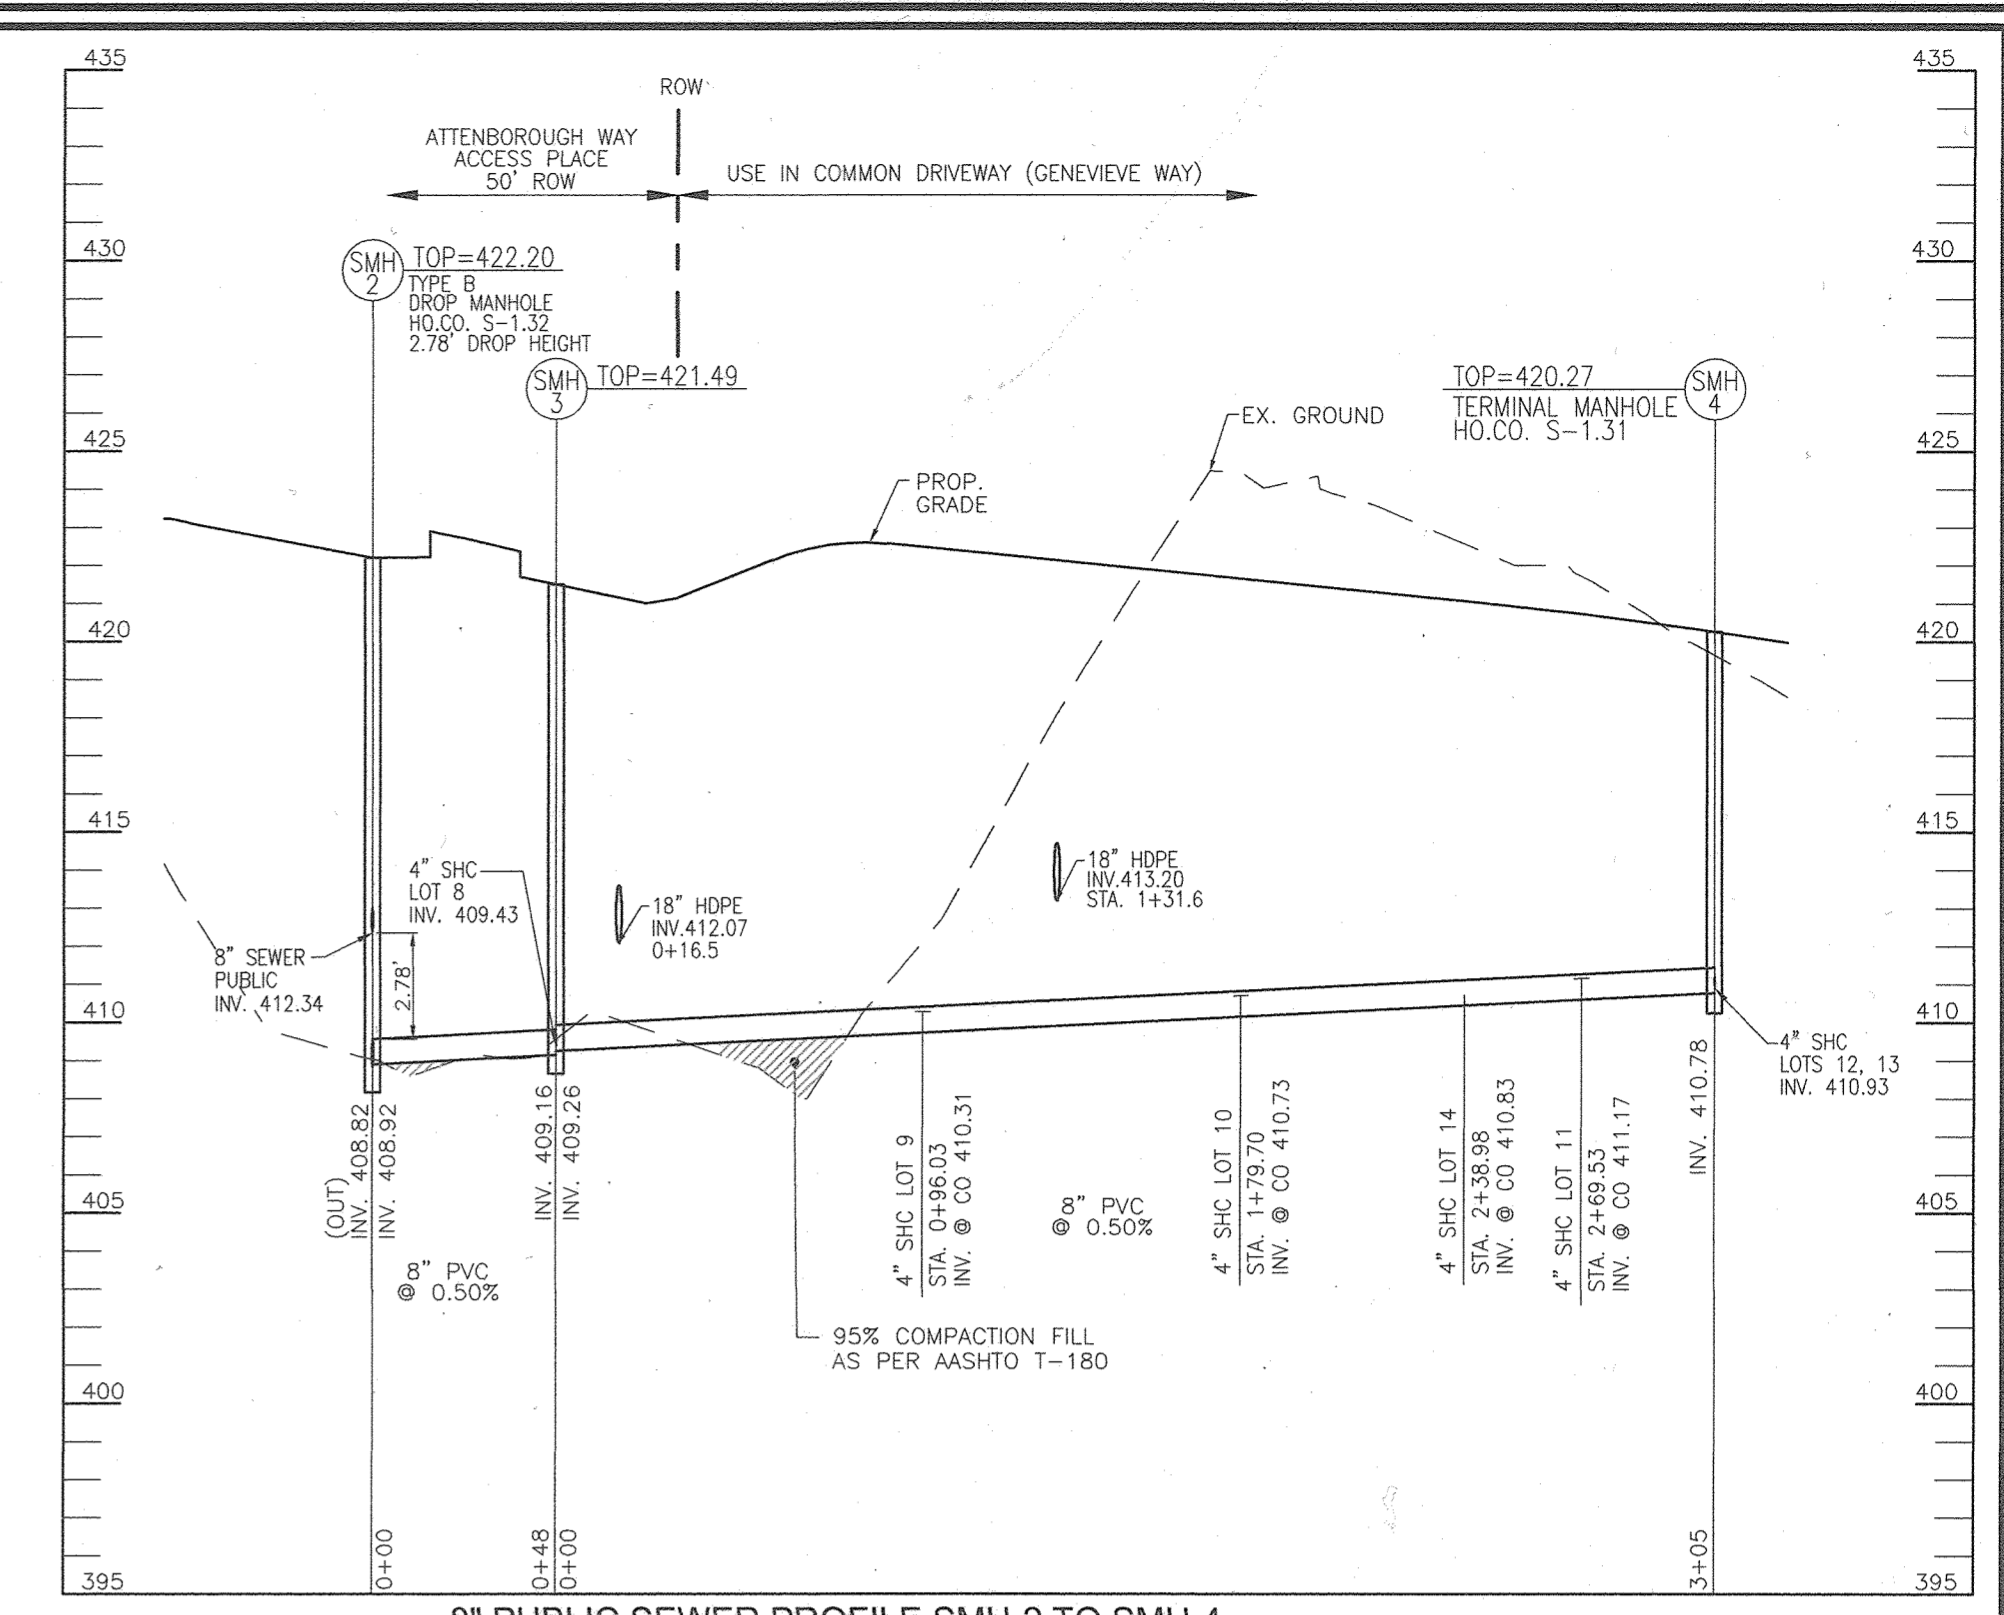 435
435
ROW
ATTENBOROUGH WAY
ACCESS PLACE
50' ROW
USE IN COMMON DRIVEWAY (GENEVIEVE WAY)
430
430
SMH
2
TOP=422.20
TYPE B
DROP MANHOLE
HO.CO. S-1.32
2.78' DROP HEIGHT
SMH
3
TOP=421.49
TOP=420.27
TERMINAL MANHOLE
HO.CO. S-1.31
SMH
4
EX. GROUND
425
425
PROP.
GRADE
420
420
415
415
4" SHC
LOT 8
INV. 409.43
18" HDPE
INV.412.07
0+16.5
18" HDPE
INV.413.20
STA. 1+31.6
8" SEWER
PUBLIC
INV. 412.34
2.78'
410
410
4" SHC
LOTS 12, 13
INV. 410.93
(OUT)
INV. 408.82
INV. 408.92
INV. 409.16
INV. 409.26
4" SHC LOT 9
STA. 0+96.03
INV. @ CO 410.31
4" SHC LOT 10
STA. 1+79.70
INV. @ CO 410.73
4" SHC LOT 14
STA. 2+38.98
INV. @ CO 410.83
4" SHC LOT 11
STA. 2+69.53
INV. @ CO 411.17
INV. 410.78
405
405
8" PVC
@ 0.50%
8" PVC
@ 0.50%
95% COMPACTION FILL
AS PER AASHTO T-180
400
400
0+00
0+48
0+00
3+05
395
395
8" PUBLIC SEWER PROFILE SMH 2 TO SMH 4